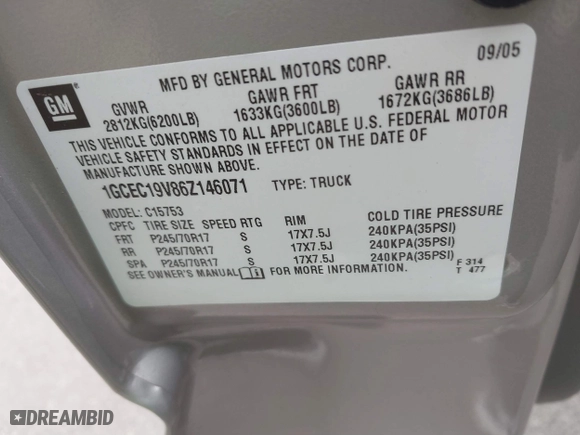 GM
MFD BY GENERAL MOTORS CORP. 09/05
GVWR GAWR FRT GAWR RR
2812KG(6200LB) 1633KG(3600LB) 1672KG(3686LB)
THIS VEHICLE CONFORMS TO ALL APPLICABLE U.S. FEDERAL MOTOR
VEHICLE SAFETY STANDARDS IN EFFECT ON THE DATE OF
MANUFACTURE SHOWN ABOVE.
1GCEC19V86Z146071 TYPE: TRUCK
MODEL: C15753
CPFC TIRE SIZE SPEED RTG RIM COLD TIRE PRESSURE
FRT P245/70R17 S 17X7.5J 240KPA(35PSI)
RR P245/70R17 S 17X7.5J 240KPA(35PSI)
SPA P245/70R17 S 17X7.5J 240KPA(35PSI)
SEE OWNER'S MANUAL FOR MORE INFORMATION.
F 314
T 477
DREAMBID